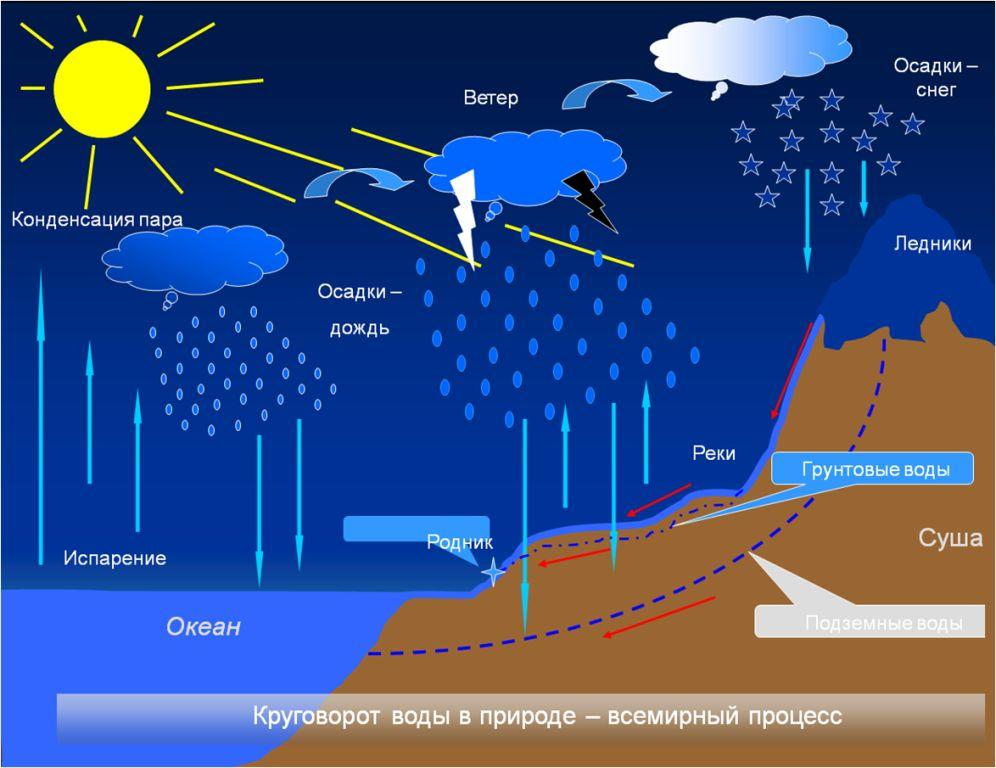 Осадки –
снег
Ветер
Конденсация пара
Ледники
Осадки –
дождь
Реки
Грунтовые воды
Родник
Суша
Испарение
Океан
Подземные воды
Круговорот воды в природе – всемирный процесс